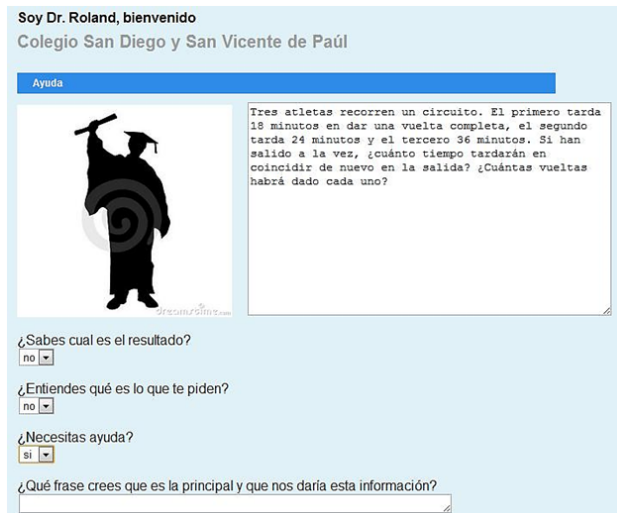 Soy Dr. Roland, bienvenido
Colegio San Diego y San Vicente de Paúl
Ayuda
Tres atletas recorren un circuito. El primero tarda
18 minutos en dar una vuelta completa, el segundo
tarda 24 minutos y el tercero 36 minutos. Si han
salido a la vez, ¿cuánto tiempo tardarán en
coincidir de nuevo en la salida? ¿Cuántas vueltas
habrá dado cada uno?
dreamstime.com
¿Sabes cual es el resultado?
no
¿Entiendes qué es lo que te piden?
no
¿Necesitas ayuda?
si
¿Qué frase crees que es la principal y que nos daría esta información?